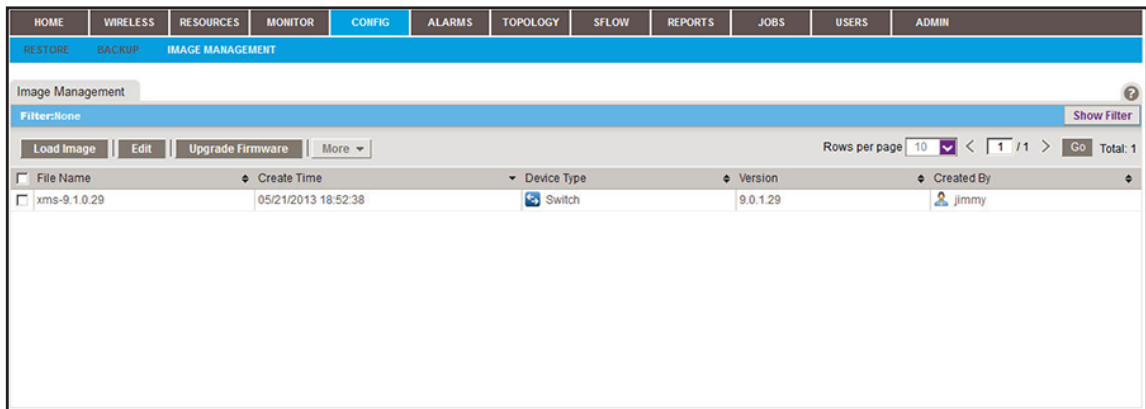 HOME WIRELESS RESOURCES MONITOR CONFIG ALARMS TOPOLOGY SFLOW REPORTS JOBS USERS ADMIN
RESTORE BACKUP IMAGE MANAGEMENT
Image Management ?
Filter:None Show Filter
Load Image Edit Upgrade Firmware More Rows per page 10 < 1 /1 > Go Total: 1
File Name Create Time Device Type Version Created By
xms-9.1.0.29 05/21/2013 18:52:38 Switch 9.0.1.29 jimmy